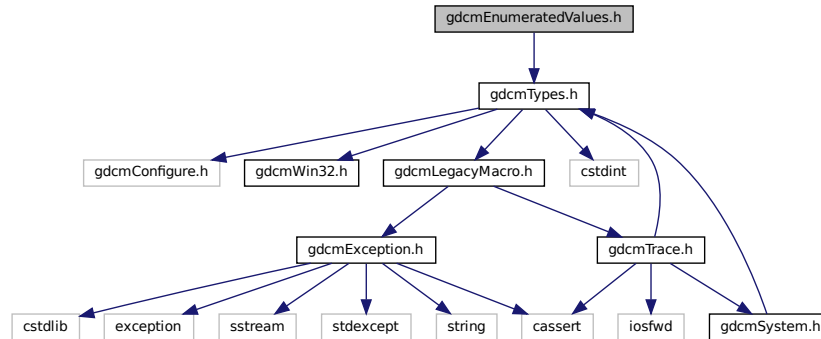 gdcmEnumeratedValues.h
gdcmTypes.h
gdcmConfigure.h
gdcmWin32.h
gdcmLegacyMacro.h
cstdint
gdcmException.h
gdcmTrace.h
cstdlib
exception
sstream
stdexcept
string
cassert
iosfwd
gdcmSystem.h